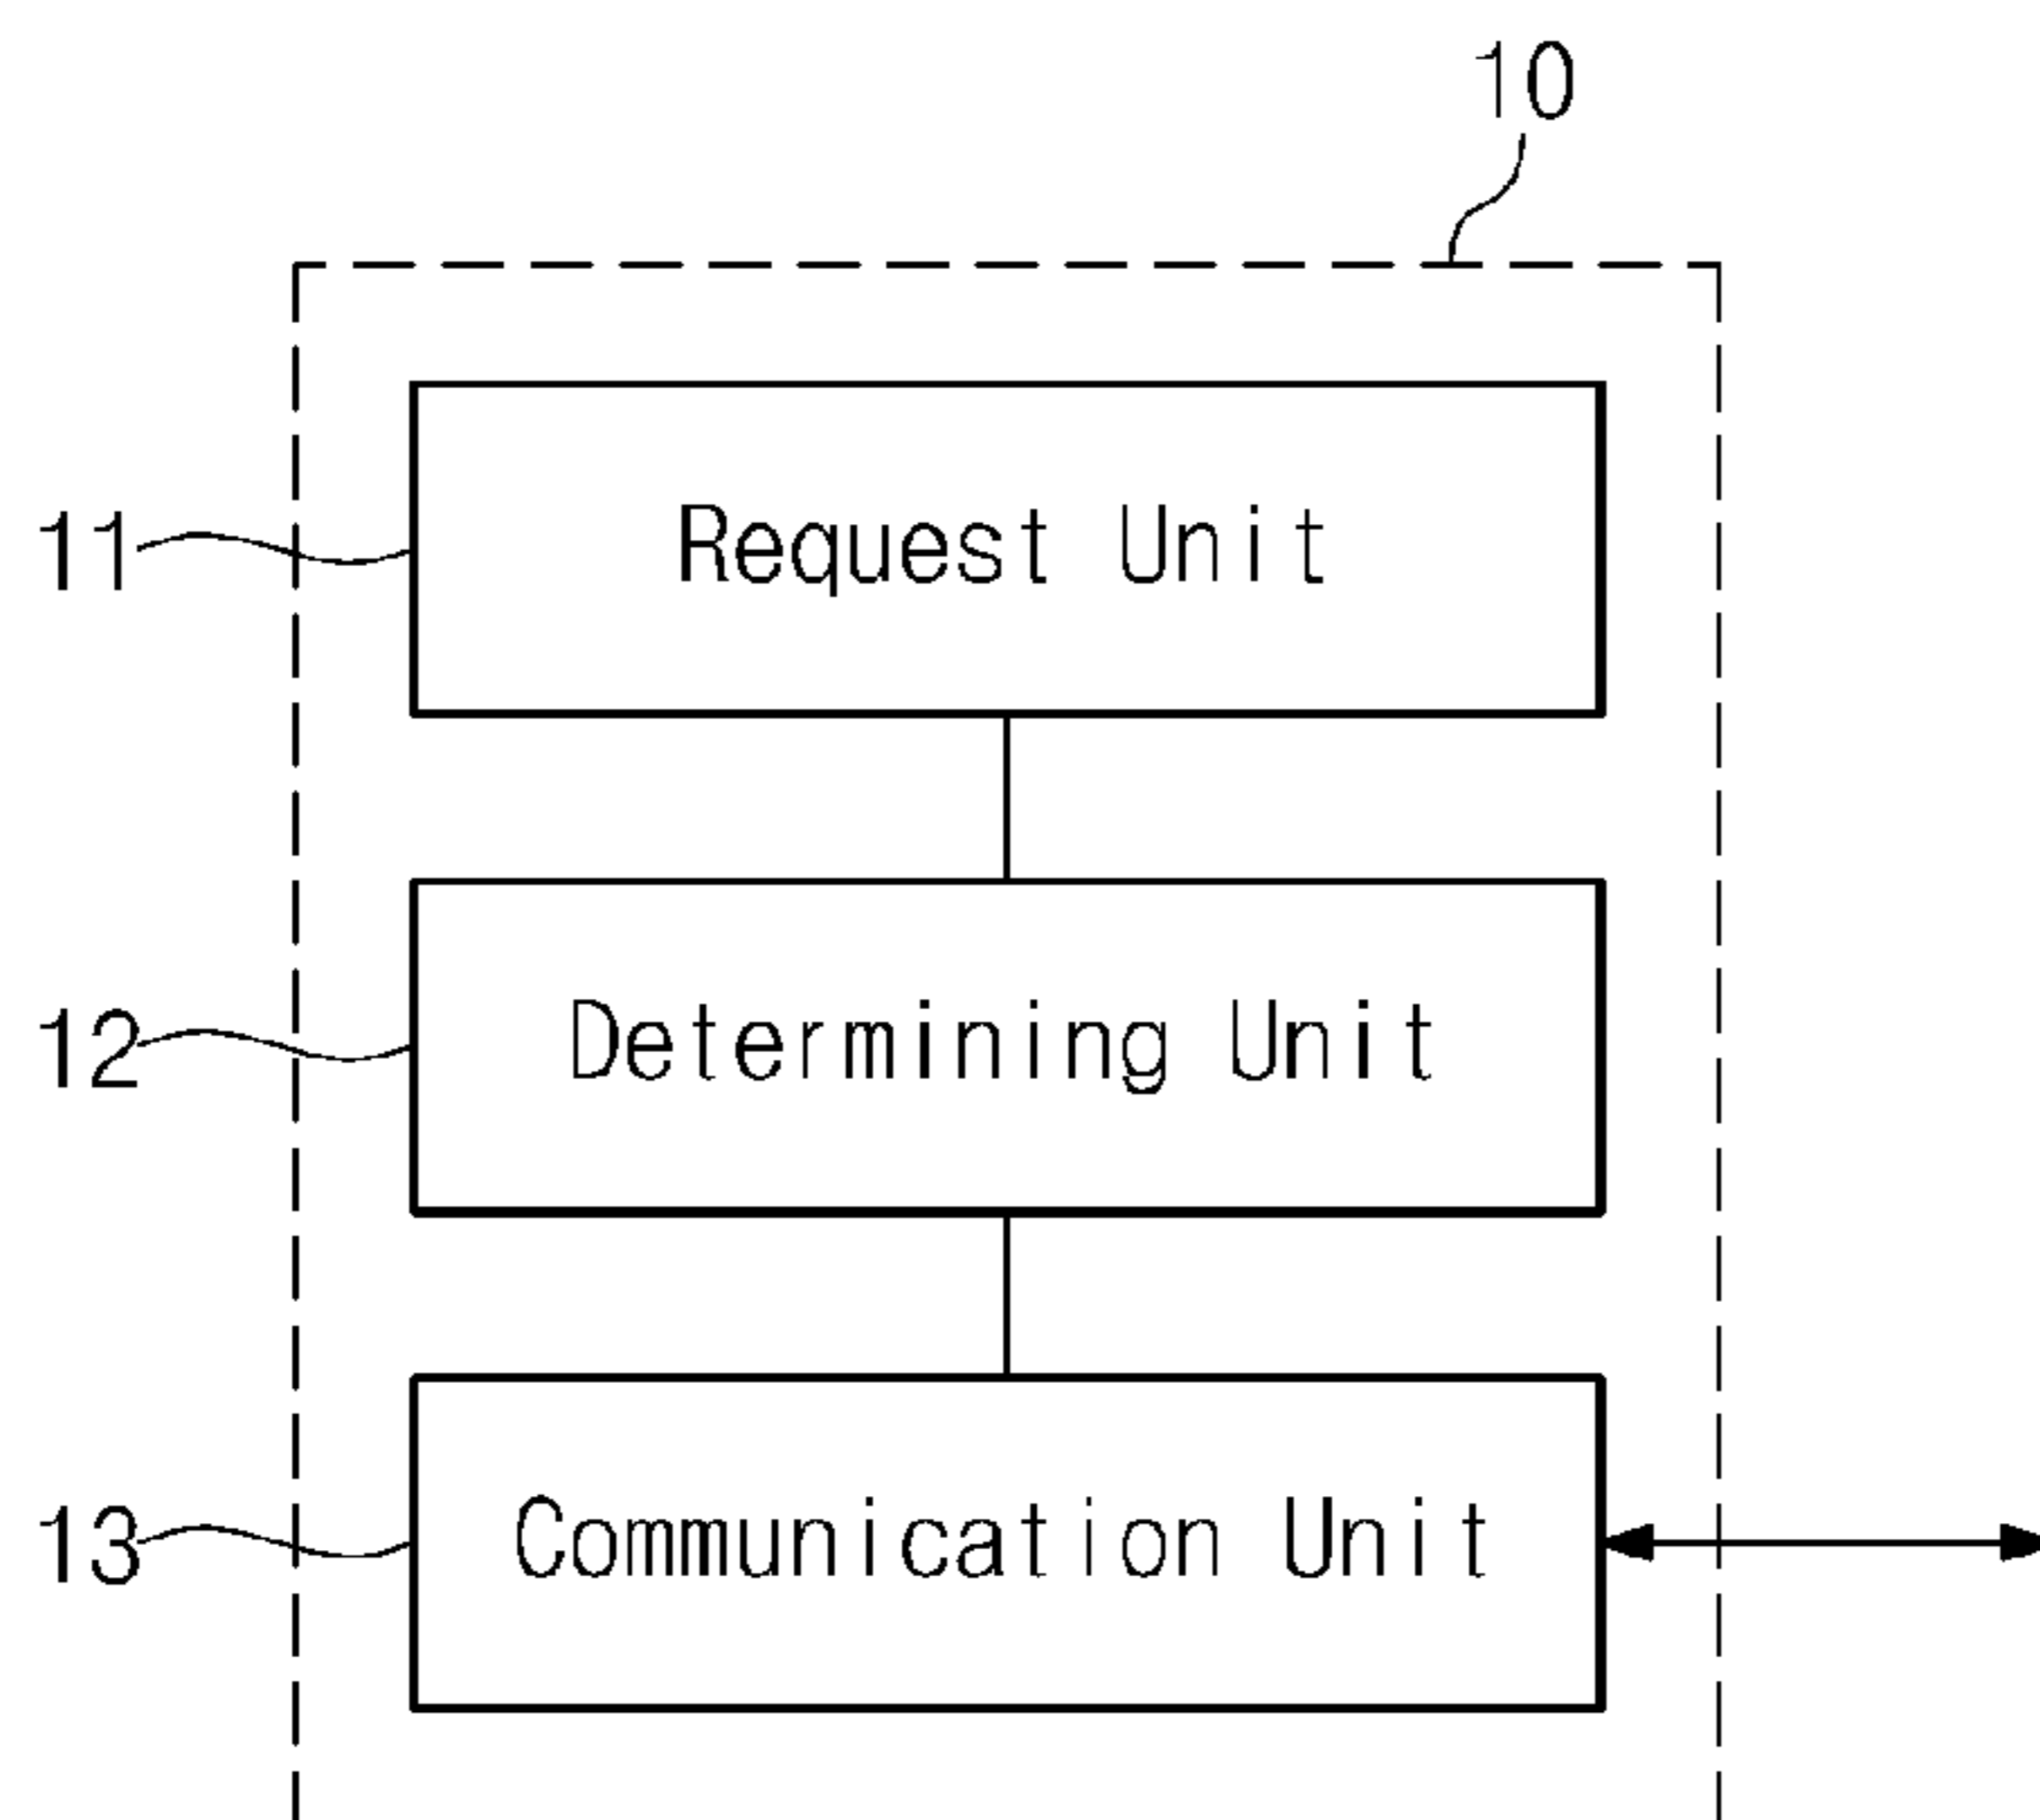 10
11
Request Unit
12
Determining Unit
13
Communication Unit